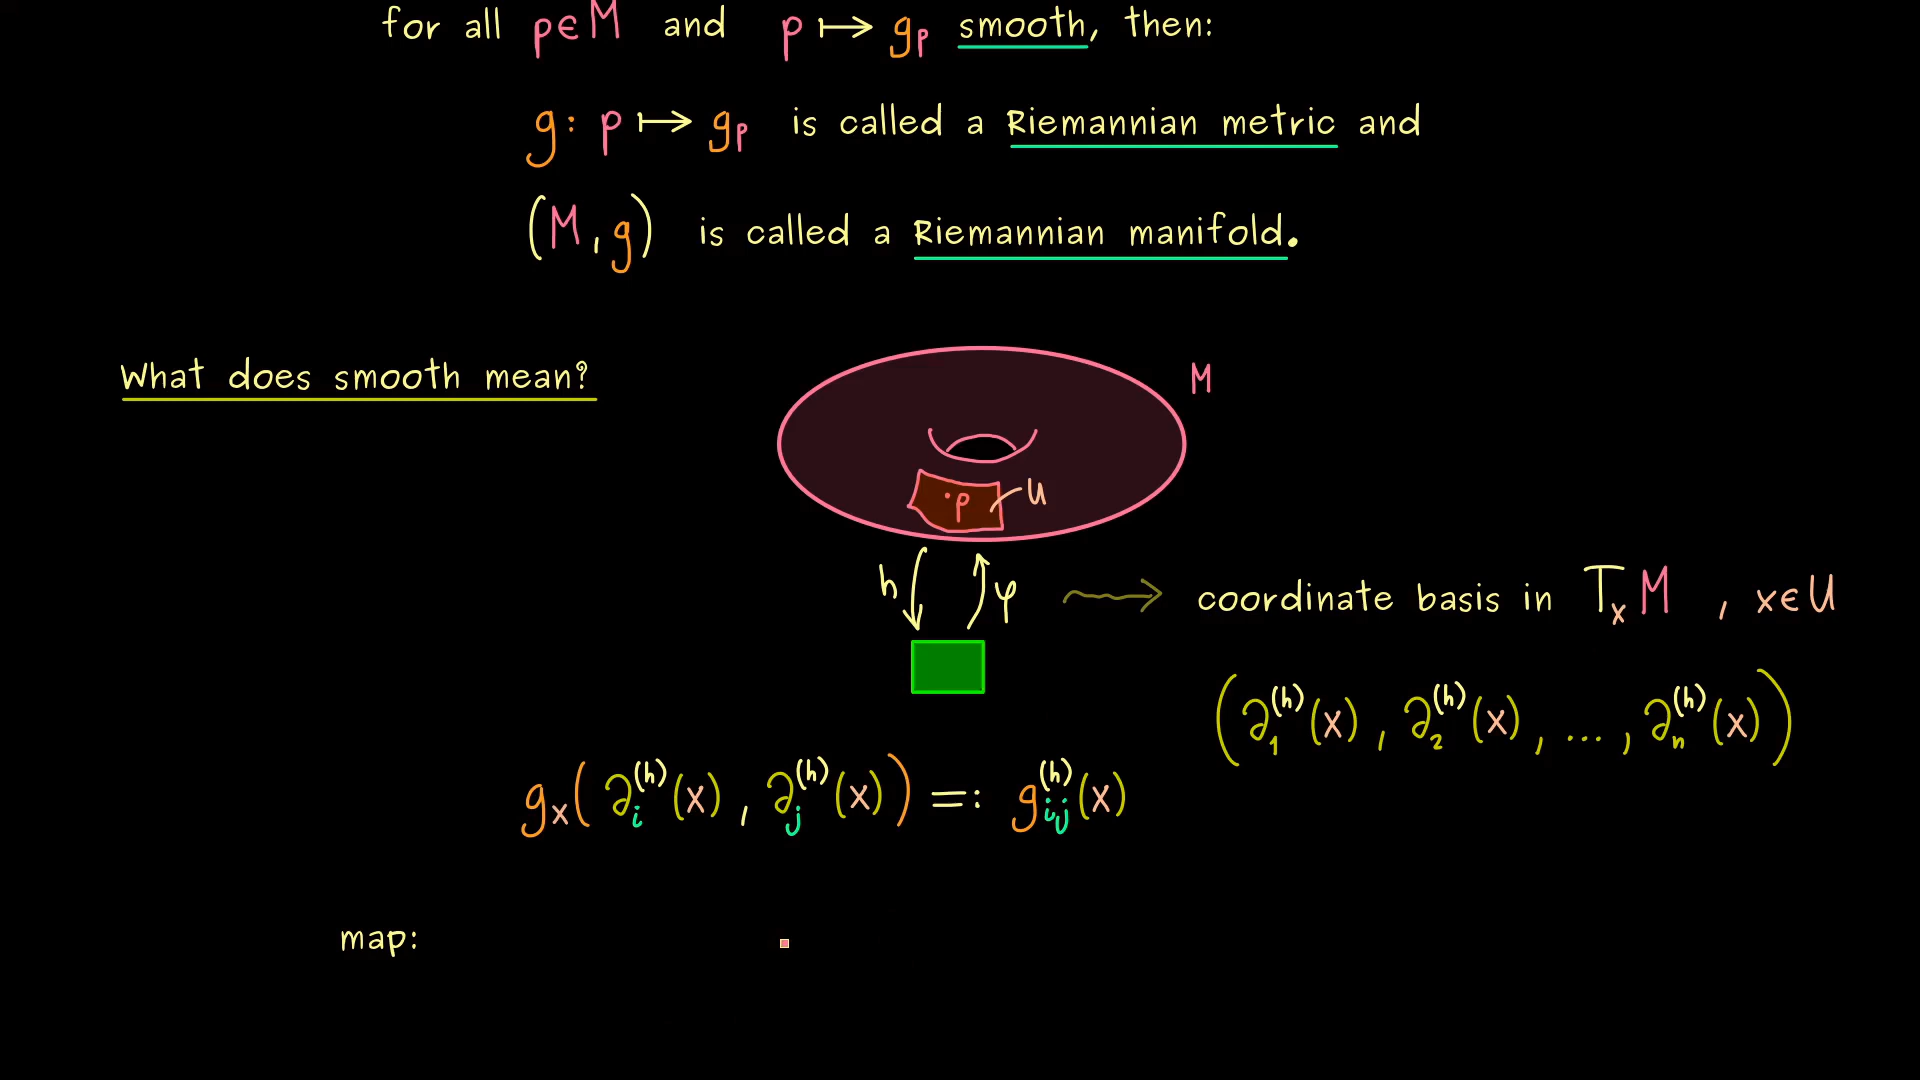 for all p∈M and p ↦ g_p smooth, then:
g: p ↦ g_p is called a Riemannian metric and
(M, g) is called a Riemannian manifold.
What does smooth mean?
M
p
U
h
φ
coordinate basis in T_x M , x∈U
(∂_1^(h)(x) , ∂_2^(h)(x) , ... , ∂_n^(h)(x))
g_x( ∂_i^(h)(x) , ∂_j^(h)(x) ) =: g_ij^(h)(x)
map: